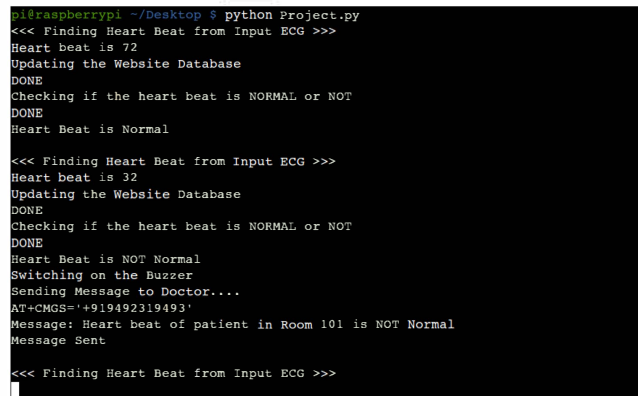 pi@raspberrypi ~/Desktop $ python Project.py
<<< Finding Heart Beat from Input ECG >>>
Heart beat is 72
Updating the Website Database
DONE
Checking if the heart beat is NORMAL or NOT
DONE
Heart Beat is Normal
<<< Finding Heart Beat from Input ECG >>>
Heart beat is 32
Updating the Website Database
DONE
Checking if the heart beat is NORMAL or NOT
DONE
Heart Beat is NOT Normal
Switching on the Buzzer
Sending Message to Doctor....
AT+CMGS='+919492319493'
Message: Heart beat of patient in Room 101 is NOT Normal
Message Sent
<<< Finding Heart Beat from Input ECG >>>